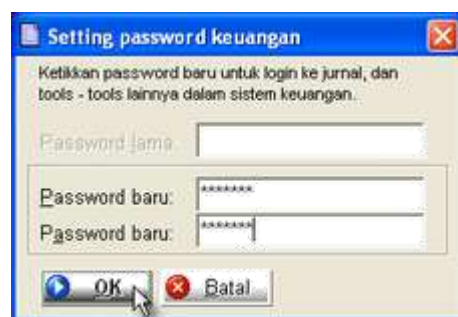 Setting password keuangan
Ketikkan password baru untuk login ke jurnal, dan
tools - tools lainnya dalam sistem keuangan.
Password lama:
Password baru: *******
Password baru: *******
OK Batal